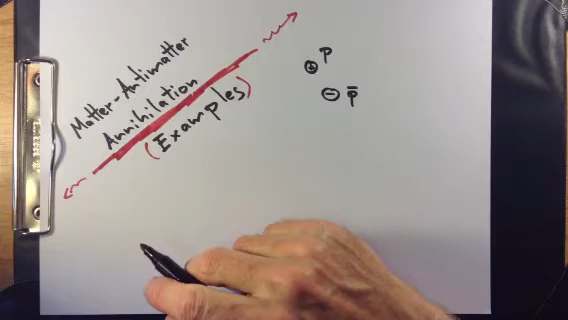 Matter-Antimatter
Annihilation
(Examples)
+ p
- p̄